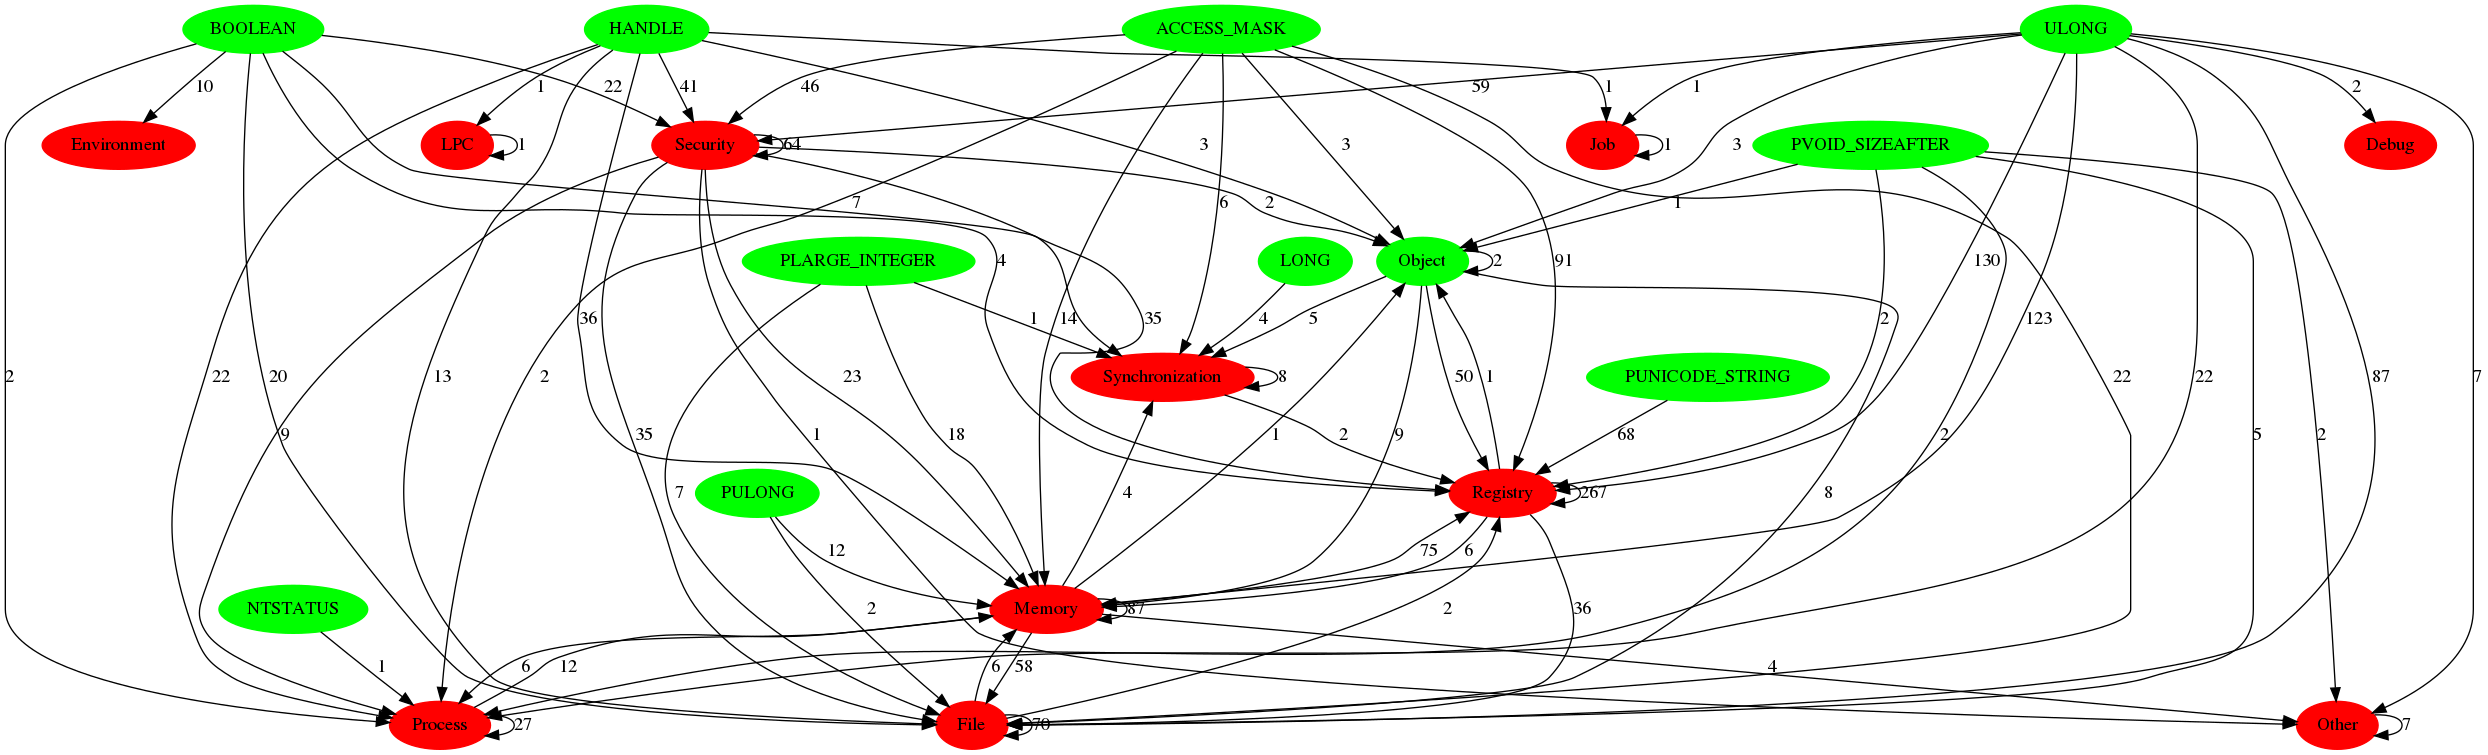 BOOLEAN HANDLE ACCESS_MASK ULONG
10 1 41 22 46 59 1 1 2
Environment LPC Security Job PVOID_SIZEAFTER Debug
1 64 1
3 3 3
7 2 6 1
PLARGE_INTEGER LONG Object
4 2 91 130
36 35 1 14 4 5 2 123
2 22 20 13 9 2 23 50 1 2 22 22 5 87 2 7
Synchronization PUNICODE_STRING
8
35 1 18 1 9 2 68 2
PULONG Registry
7 4 8 267
12 75 6
NTSTATUS Memory
2 2 36 87
1 6 12 6 58 4
Process File Other
27 70 7